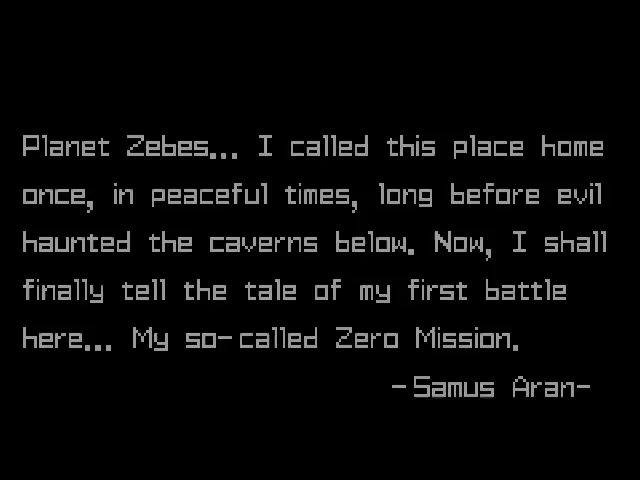 Planet Zebes... I called this place home
once, in peaceful times, long before evil
haunted the caverns below. Now, I shall
finally tell the tale of my first battle
here... My so-called Zero Mission.
-Samus Aran-